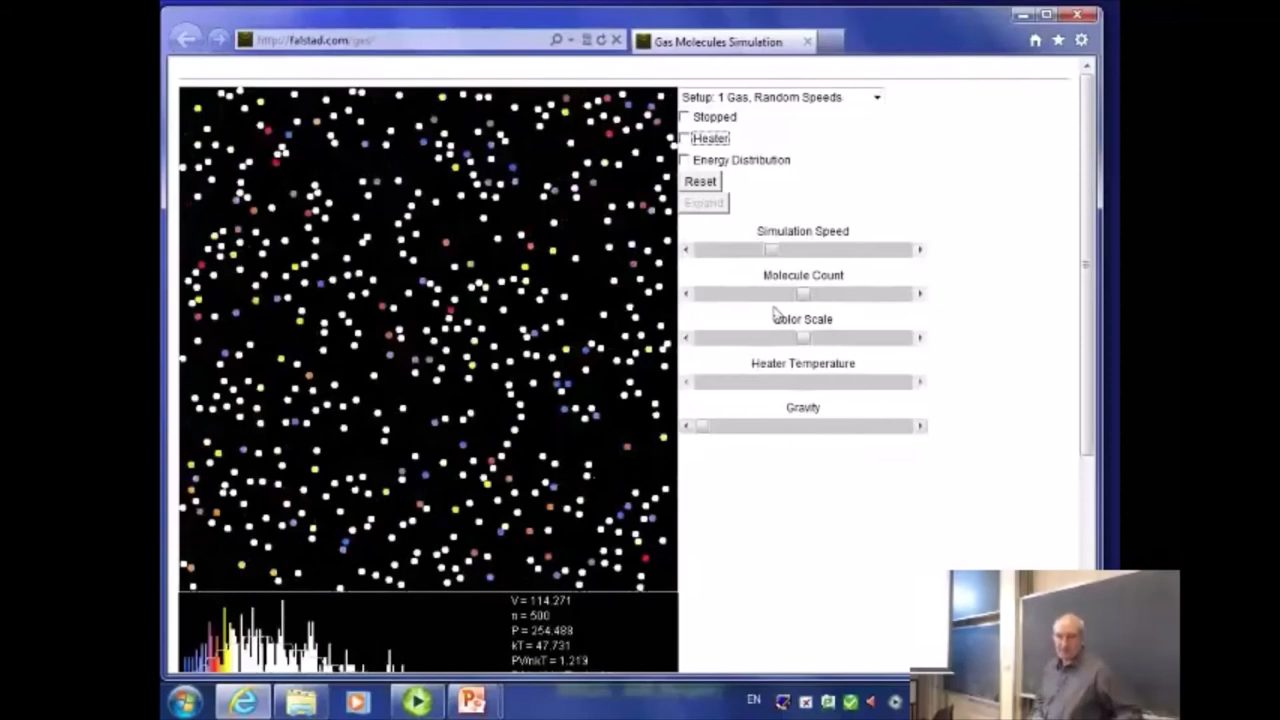 http://falstad.com/gas/
Gas Molecules Simulation
Setup: 1 Gas, Random Speeds
Stopped
Heater
Energy Distribution
Reset
Expand
Simulation Speed
Molecule Count
Color Scale
Heater Temperature
Gravity
V = 114.271
n = 500
P = 254.488
kT = 47.731
PV/nkT = 1.219
EN